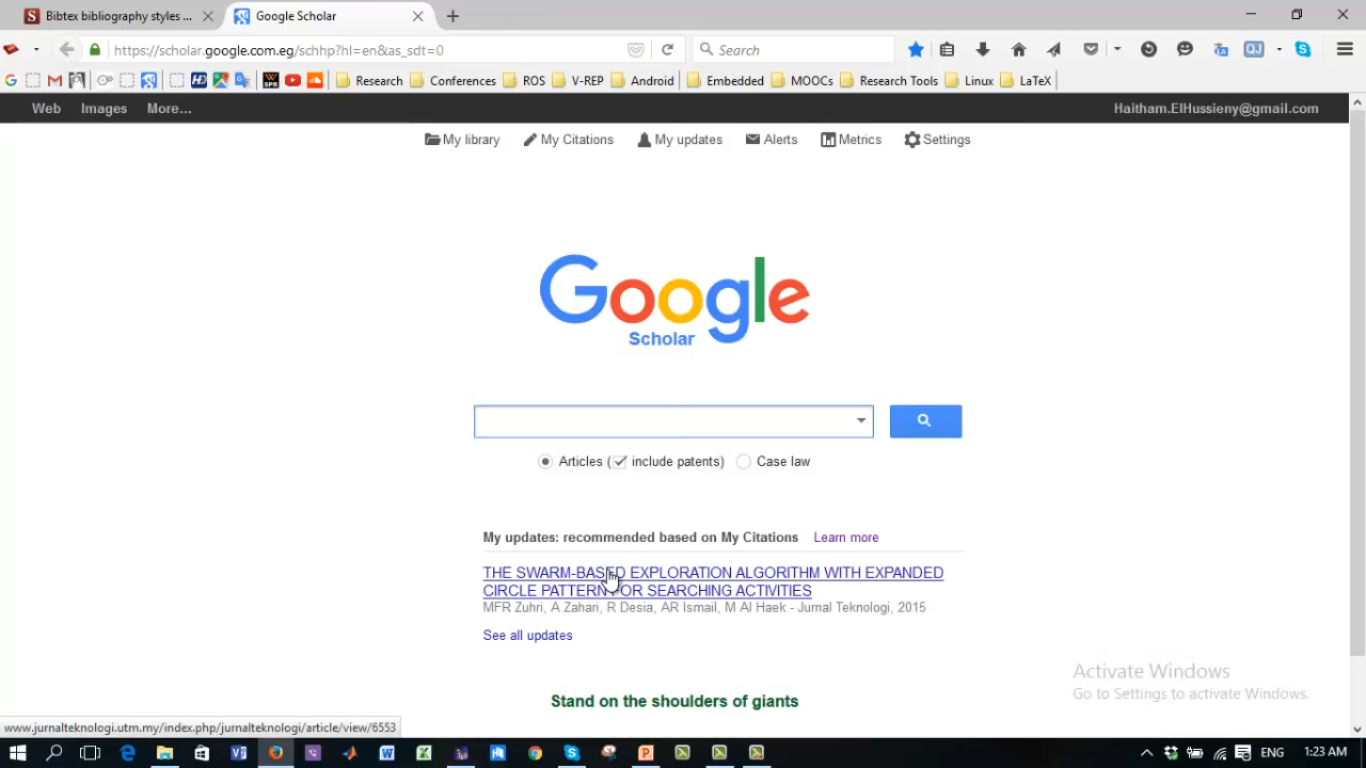 Bibtex bibliography styles ...
Google Scholar
https://scholar.google.com.eg/schhp?hl=en&as_sdt=0
Search
Research Conferences ROS V-REP Android Embedded MOOCs Research Tools Linux LaTeX
Web Images More... Haitham.ElHussieny@gmail.com
My library My Citations My updates Alerts Metrics Settings
Google
Scholar
Articles ( include patents) Case law
My updates: recommended based on My Citations Learn more
THE SWARM-BASED EXPLORATION ALGORITHM WITH EXPANDED
CIRCLE PATTERN FOR SEARCHING ACTIVITIES
MFR Zuhri, A Zahari, R Desia, AR Ismail, M Al Haek - Jurnal Teknologi, 2015
See all updates
Activate Windows
Go to Settings to activate Windows.
Stand on the shoulders of giants
www.jurnalteknologi.utm.my/index.php/jurnalteknologi/article/view/6553
ENG 1:23 AM